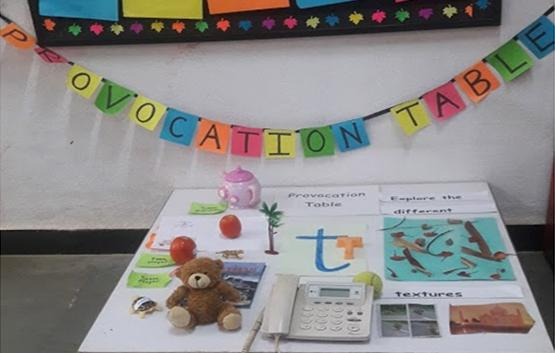 PROVOCATION TABLE
Provocation
Table
Explore the
different
t
textures